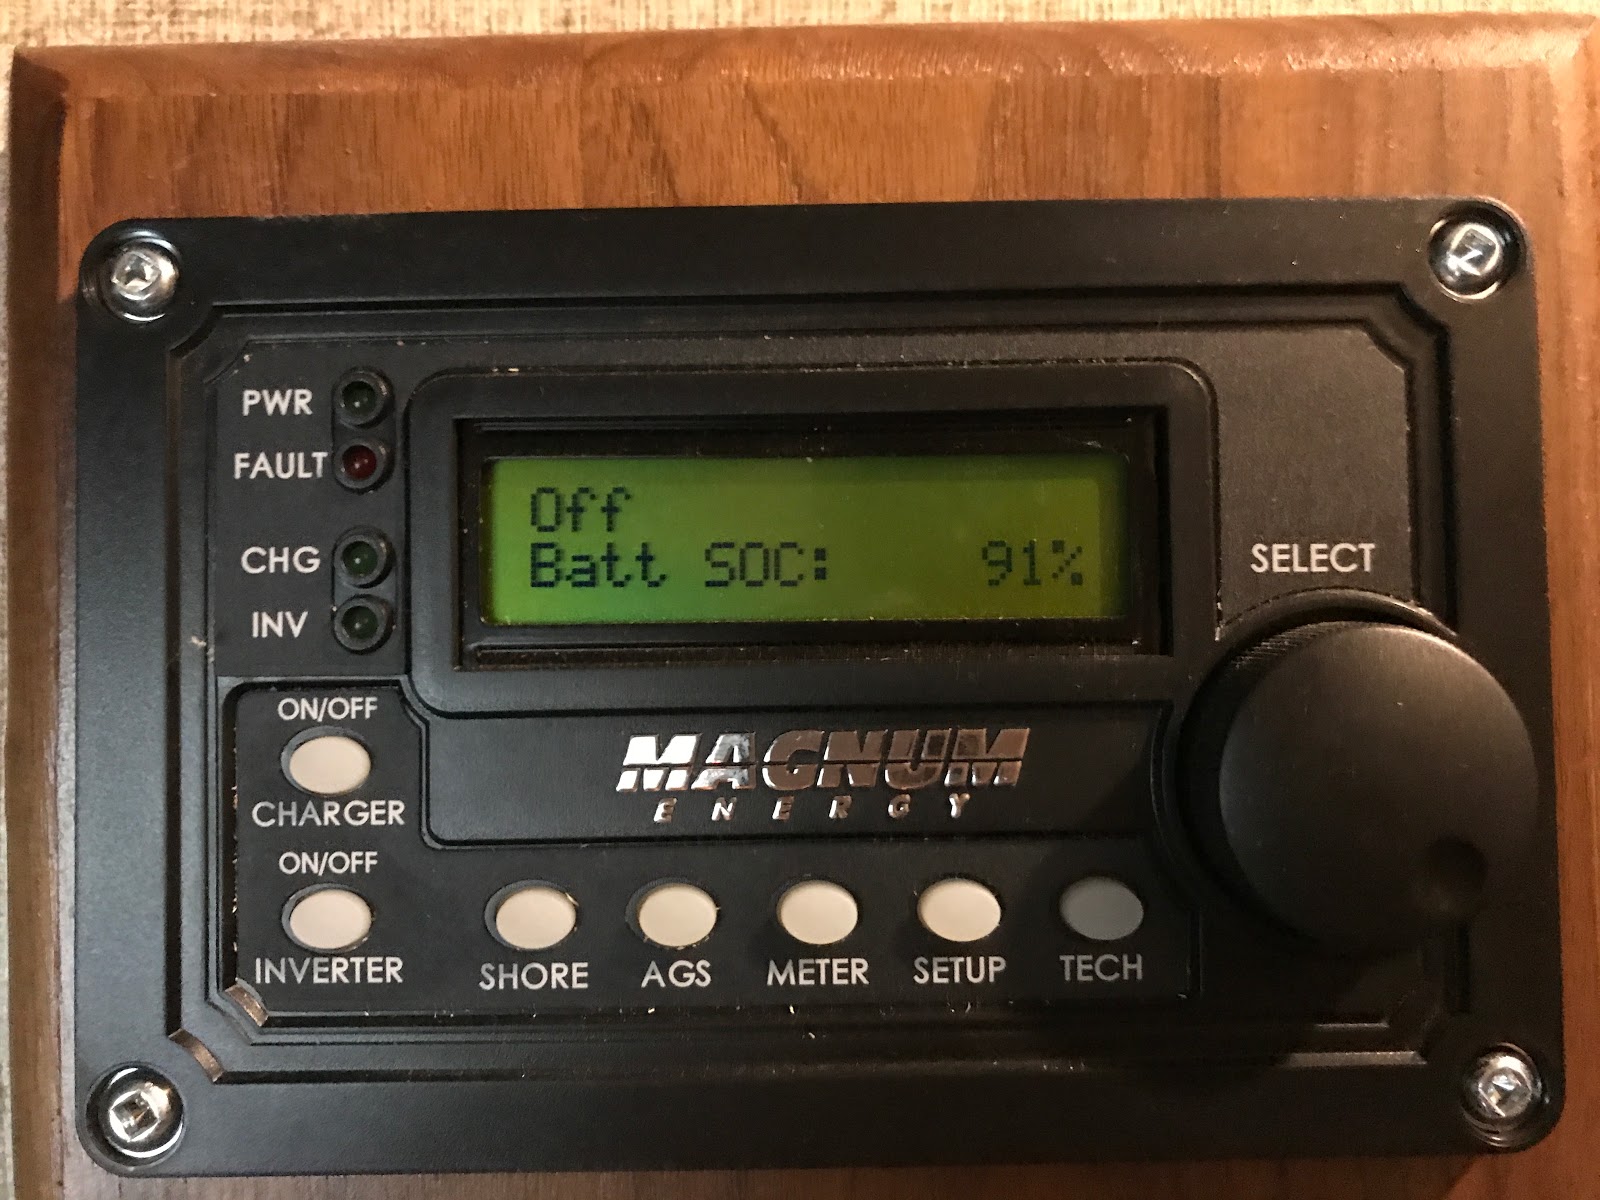 PWR
FAULT
CHG
INV
Off
Batt SOC: 91%
SELECT
ON/OFF
CHARGER
MAGNUM
ENERGY
ON/OFF
INVERTER
SHORE
AGS
METER
SETUP
TECH